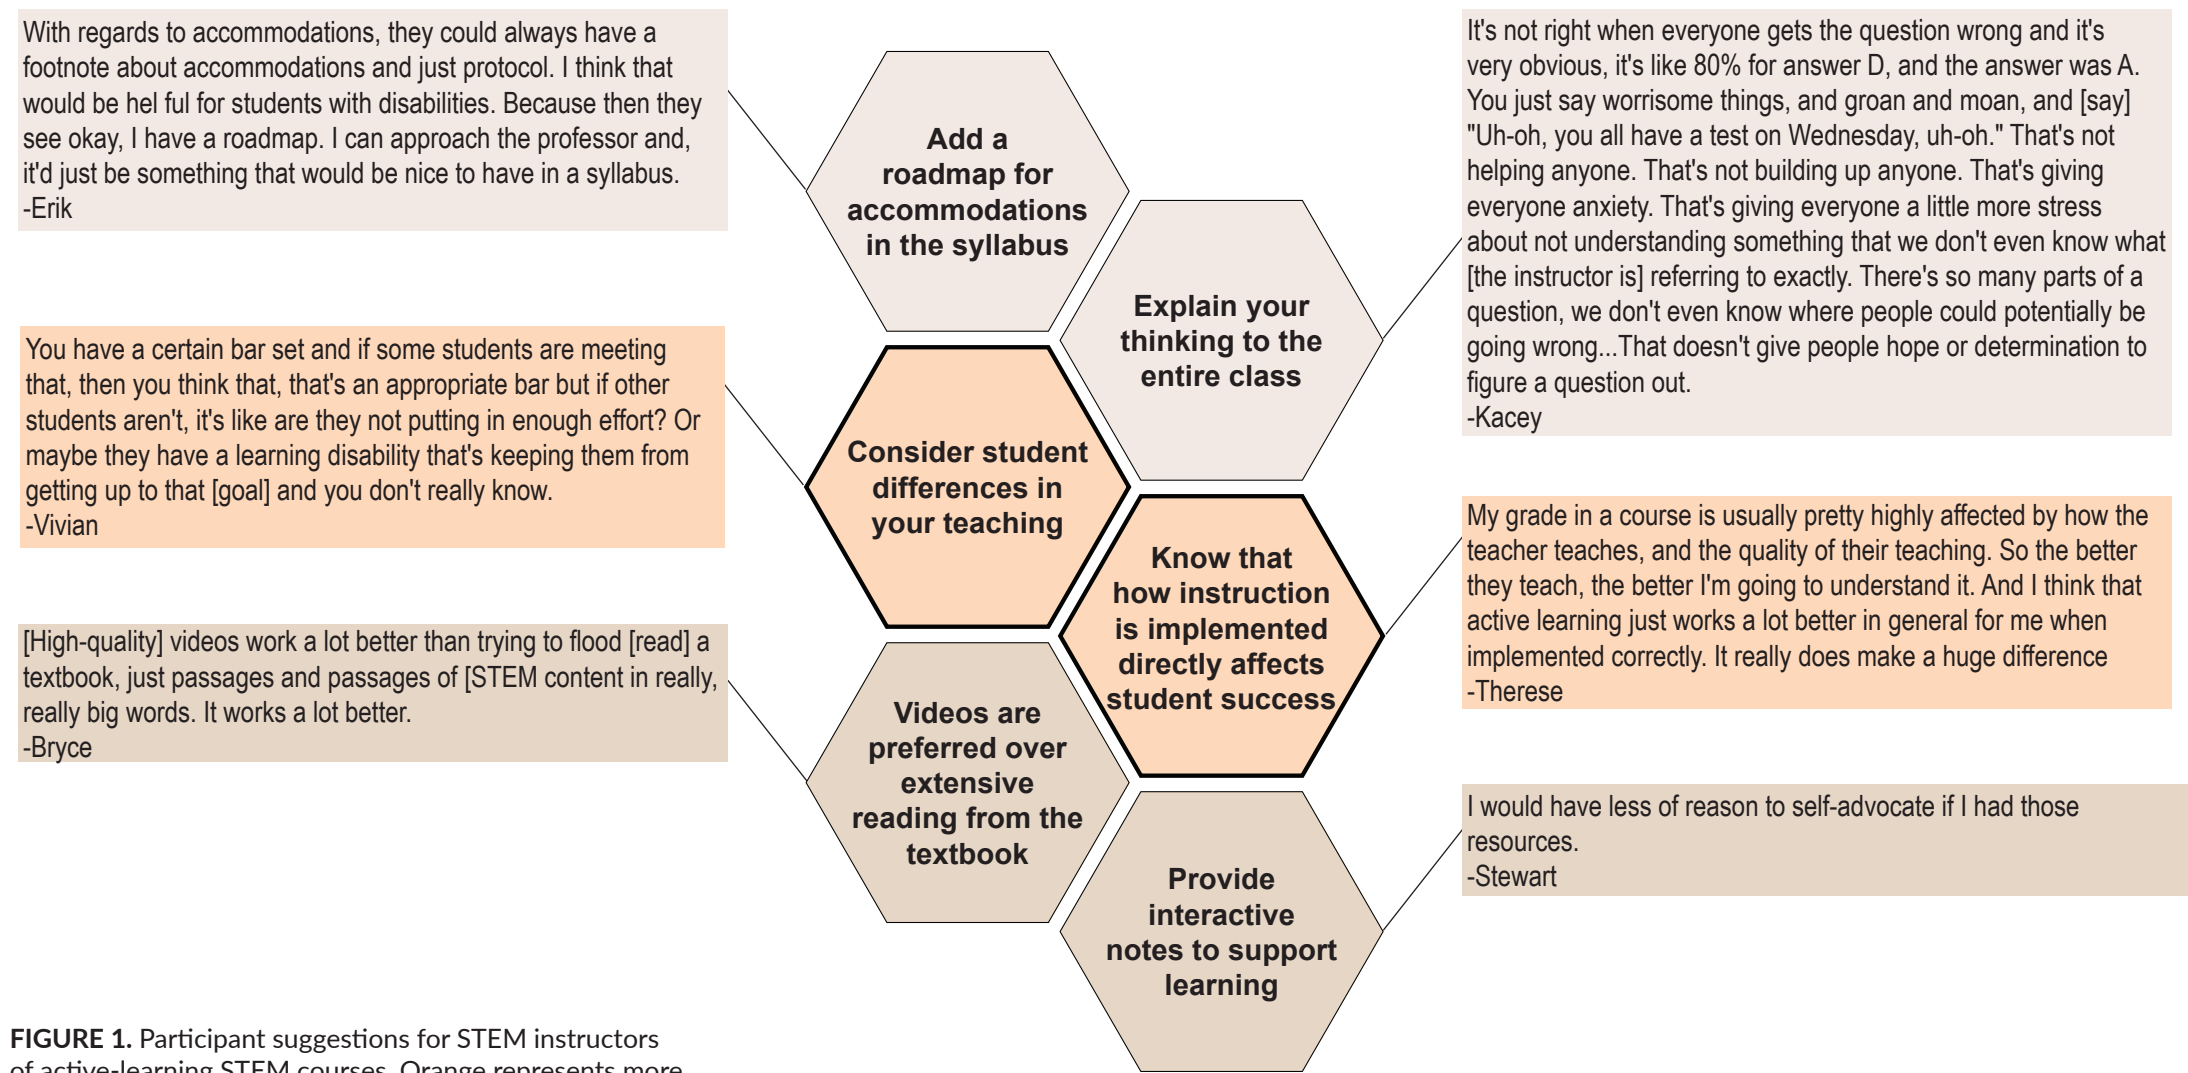 With regards to accommodations, they could always have a
footnote about accommodations and just protocol. I think that
would be hel ful for students with disabilities. Because then they
see okay, I have a roadmap. I can approach the professor and,
it'd just be something that would be nice to have in a syllabus.
-Erik
Add a
roadmap for
accommodations
in the syllabus
It's not right when everyone gets the question wrong and it's
very obvious, it's like 80% for answer D, and the answer was A.
You just say worrisome things, and groan and moan, and [say]
"Uh-oh, you all have a test on Wednesday, uh-oh." That's not
helping anyone. That's not building up anyone. That's giving
everyone anxiety. That's giving everyone a little more stress
about not understanding something that we don't even know what
[the instructor is] referring to exactly. There's so many parts of a
question, we don't even know where people could potentially be
going wrong...That doesn't give people hope or determination to
figure a question out.
-Kacey
Explain your
thinking to the
entire class
You have a certain bar set and if some students are meeting
that, then you think that, that's an appropriate bar but if other
students aren't, it's like are they not putting in enough effort? Or
maybe they have a learning disability that's keeping them from
getting up to that [goal] and you don't really know.
-Vivian
Consider student
differences in
your teaching
My grade in a course is usually pretty highly affected by how the
teacher teaches, and the quality of their teaching. So the better
they teach, the better I'm going to understand it. And I think that
active learning just works a lot better in general for me when
implemented correctly. It really does make a huge difference
-Therese
Know that
how instruction
is implemented
directly affects
student success
[High-quality] videos work a lot better than trying to flood [read] a
textbook, just passages and passages of [STEM content in really,
really big words. It works a lot better.
-Bryce
Videos are
preferred over
extensive
reading from the
textbook
I would have less of reason to self-advocate if I had those
resources.
-Stewart
Provide
interactive
notes to support
learning
FIGURE 1. Participant suggestions for STEM instructors
of active-learning STEM courses. Orange represents more